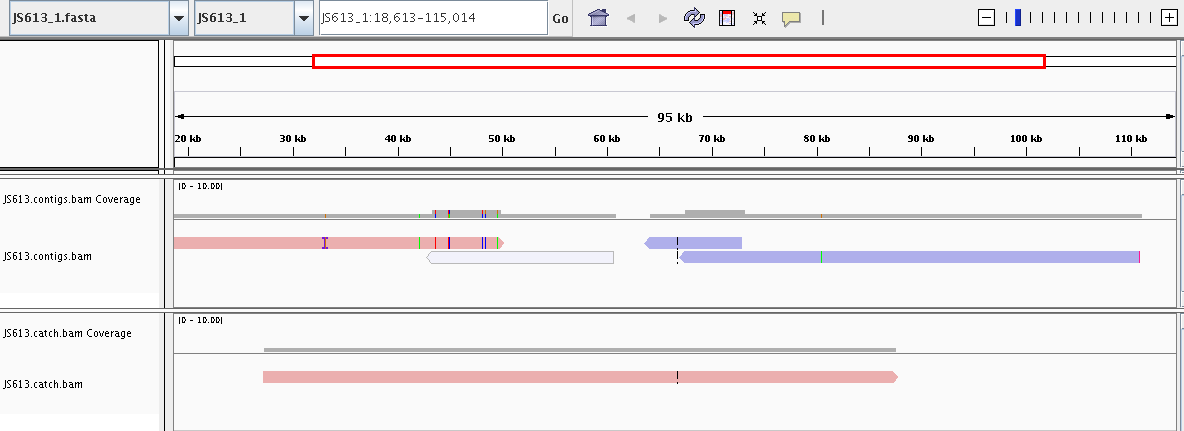 JS613_1.fasta JS613_1 JS613_1:18,613-115,014 Go
95 kb
20 kb 30 kb 40 kb 50 kb 60 kb 70 kb 80 kb 90 kb 100 kb 110 kb
[0 - 10.00]
JS613.contigs.bam Coverage
JS613.contigs.bam
[0 - 10.00]
JS613.catch.bam Coverage
JS613.catch.bam